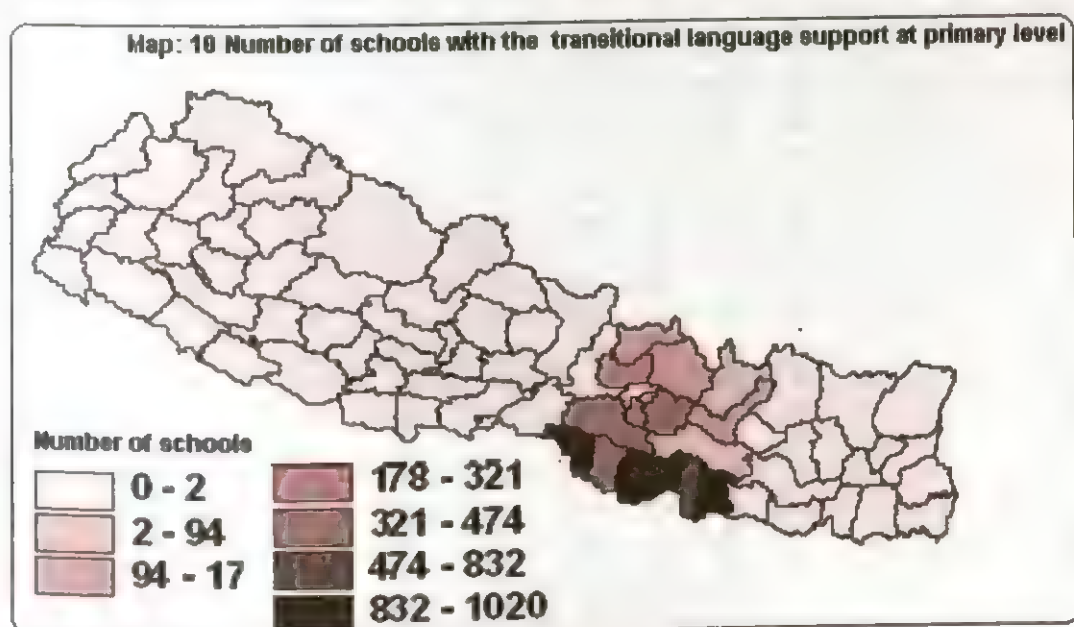 Map: 10 Number of schools with the transitional language support at primary level
Number of schools
0 - 2
2 - 94
94 - 17
178 - 321
321 - 474
474 - 832
832 - 1020